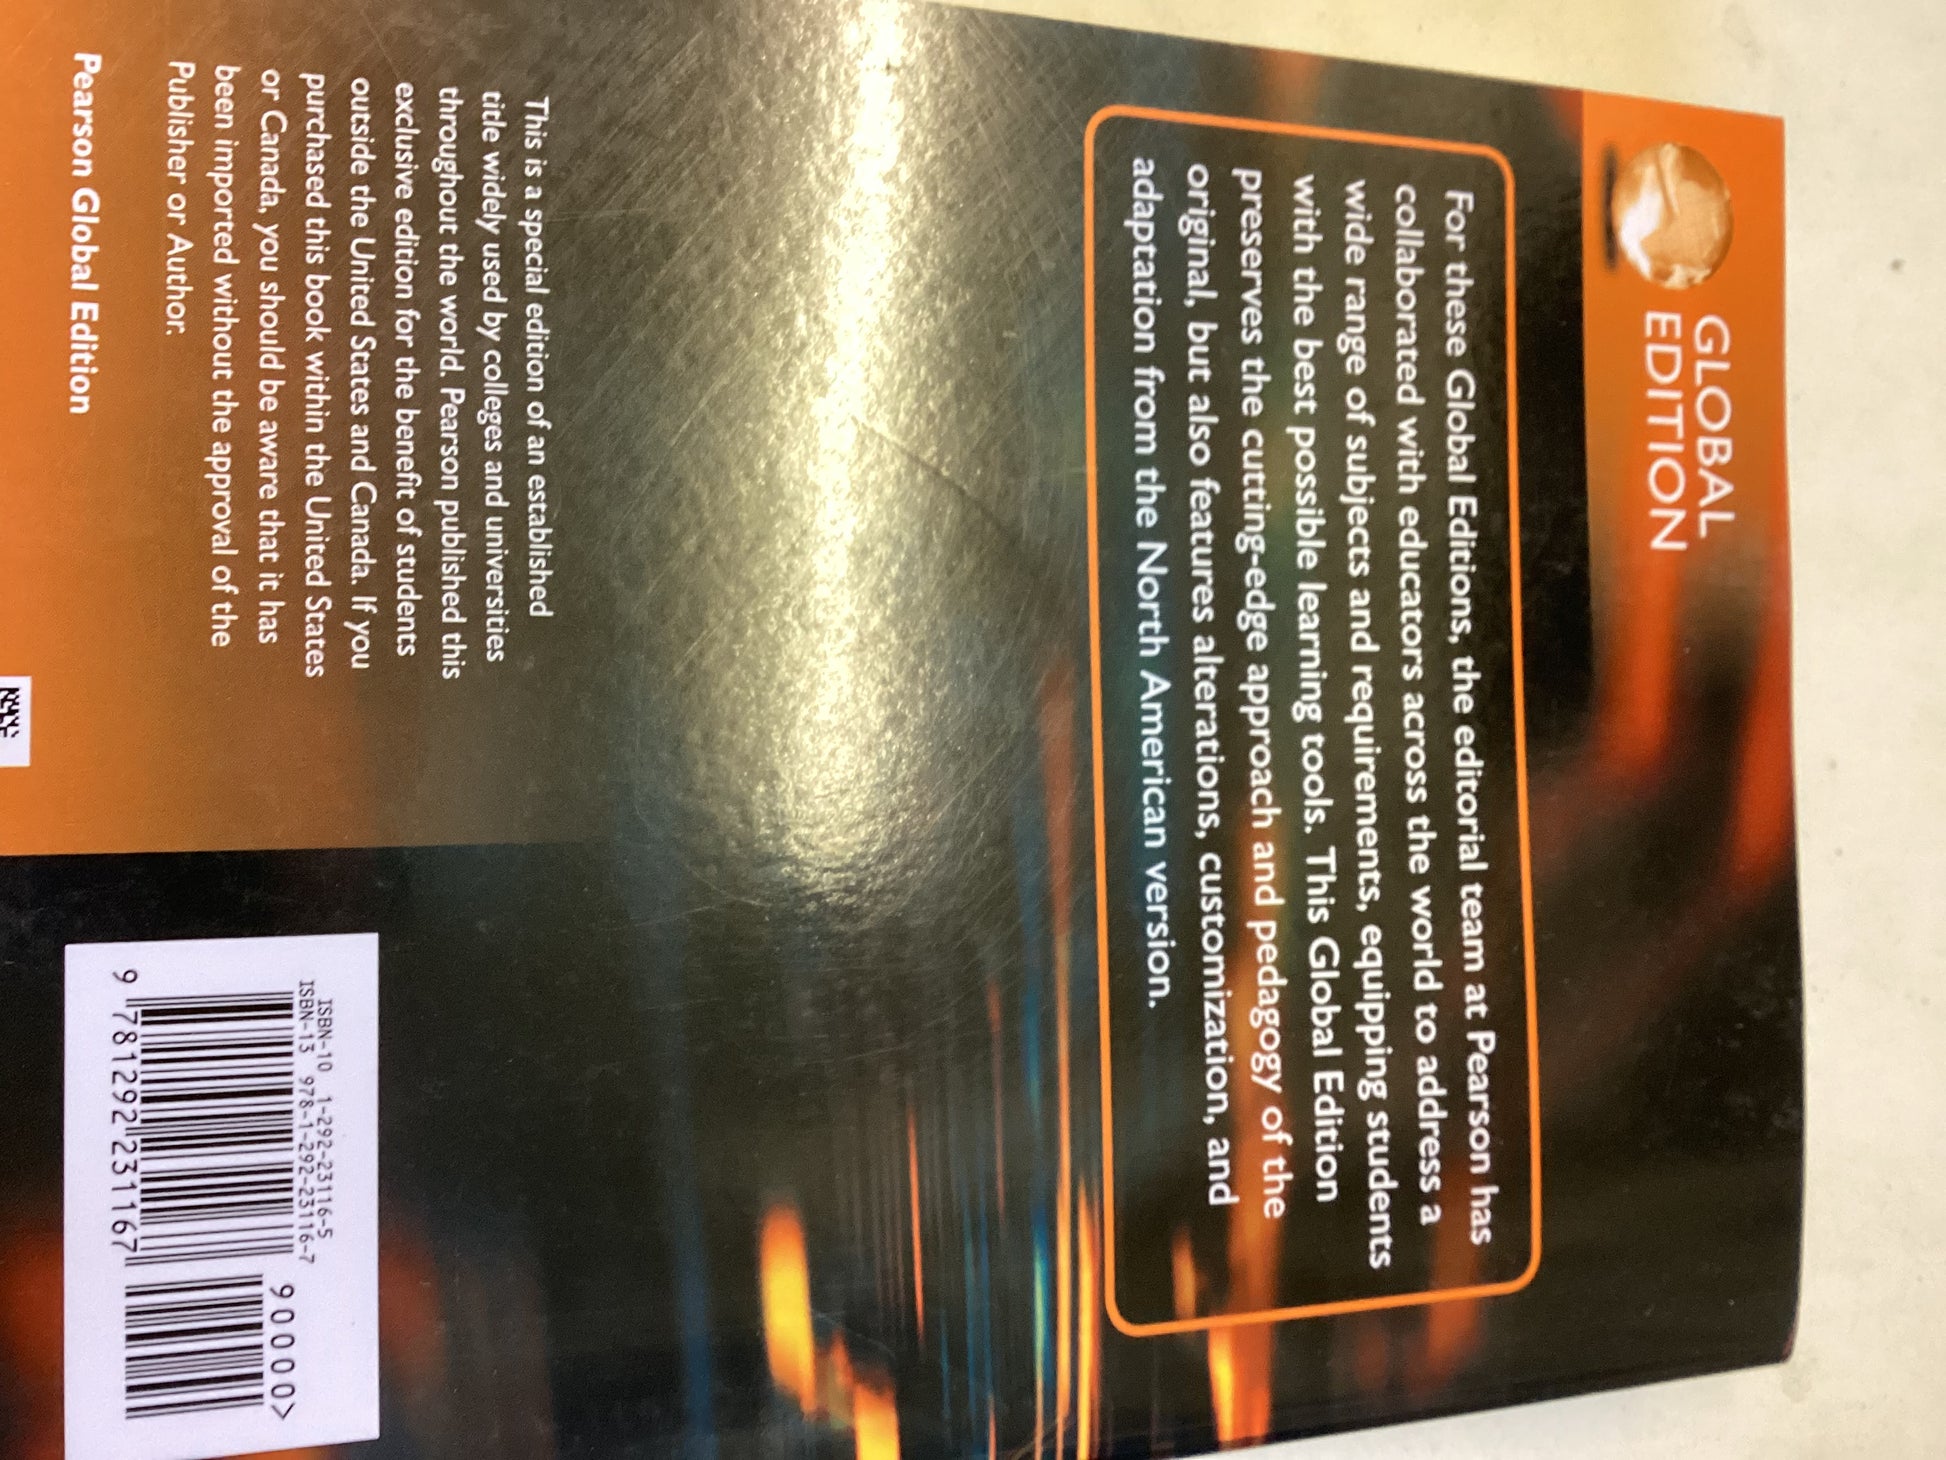 GLOBAL
EDITION
For these Global Editions, the editorial team at Pearson has
collaborated with educators across the world to address a
wide range of subjects and requirements, equipping students
with the best possible learning tools. This Global Edition
preserves the cutting-edge approach and pedagogy of the
original, but also features alterations, customization, and
adaptation from the North American version.
This is a special edition of an established
title widely used by colleges and universities
throughout the world. Pearson published this
exclusive edition for the benefit of students
outside the United States and Canada. If you
purchased this book within the United States
or Canada, you should be aware that it has
been imported without the approval of the
Publisher or Author.
Pearson Global Edition
ISBN-10 1-292-23116-5
ISBN-13 978-1-292-23116-7
90000>
9 781292 231167